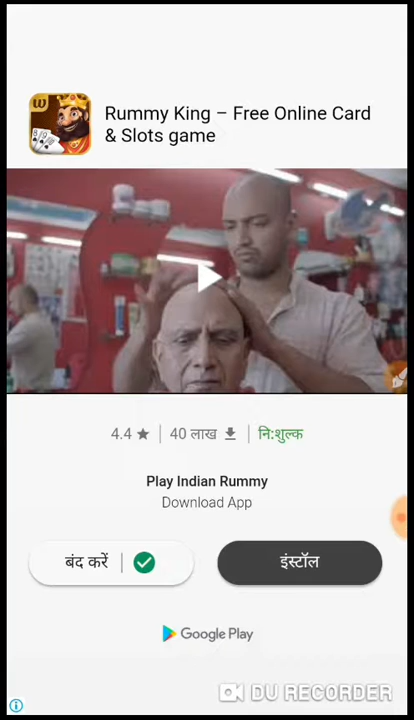 Rummy King – Free Online Card
& Slots game
4.4 ★ | 40 लाख | नि:शुल्क
Play Indian Rummy
Download App
बंद करें | इंस्टॉल
Google Play
DU RECORDER